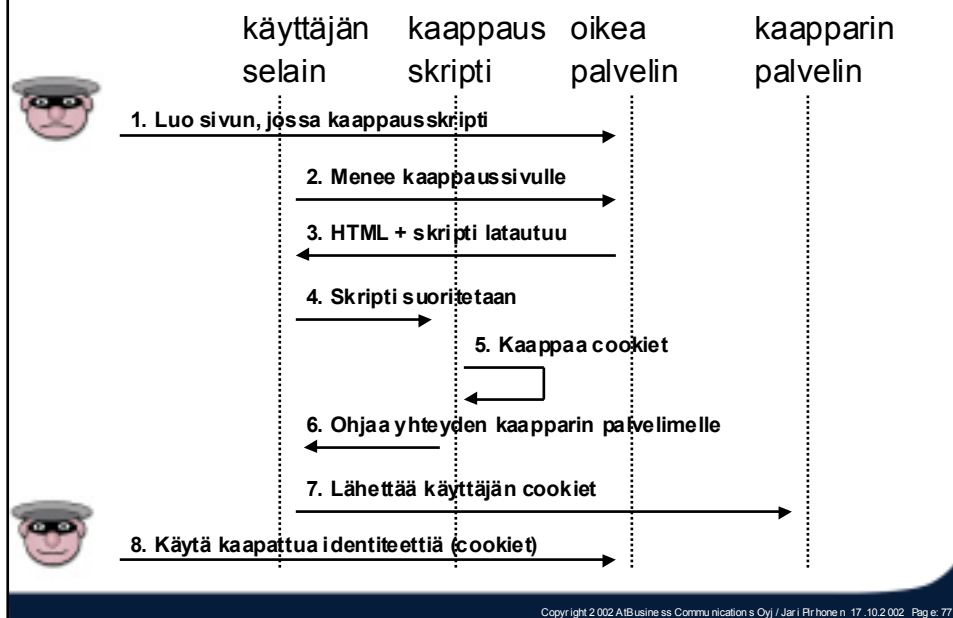 käyttäjän kaappaus oikea kaapparin
selain skripti palvelin palvelin
1. Luo sivun, jossa kaappausskripti
2. Menee kaappaussivulle
3. HTML + skripti latautuu
4. Skripti suoritetaan
5. Kaappaa cookiet
6. Ohjaa yhteyden kaapparin palvelimelle
7. Lähettää käyttäjän cookiet
8. Käytä kaapattua identiteettiä (cookiet)
Copyright 2002 AtBusiness Communications Oyj / Jari Pirhonen 17.10.2002 Page: 77